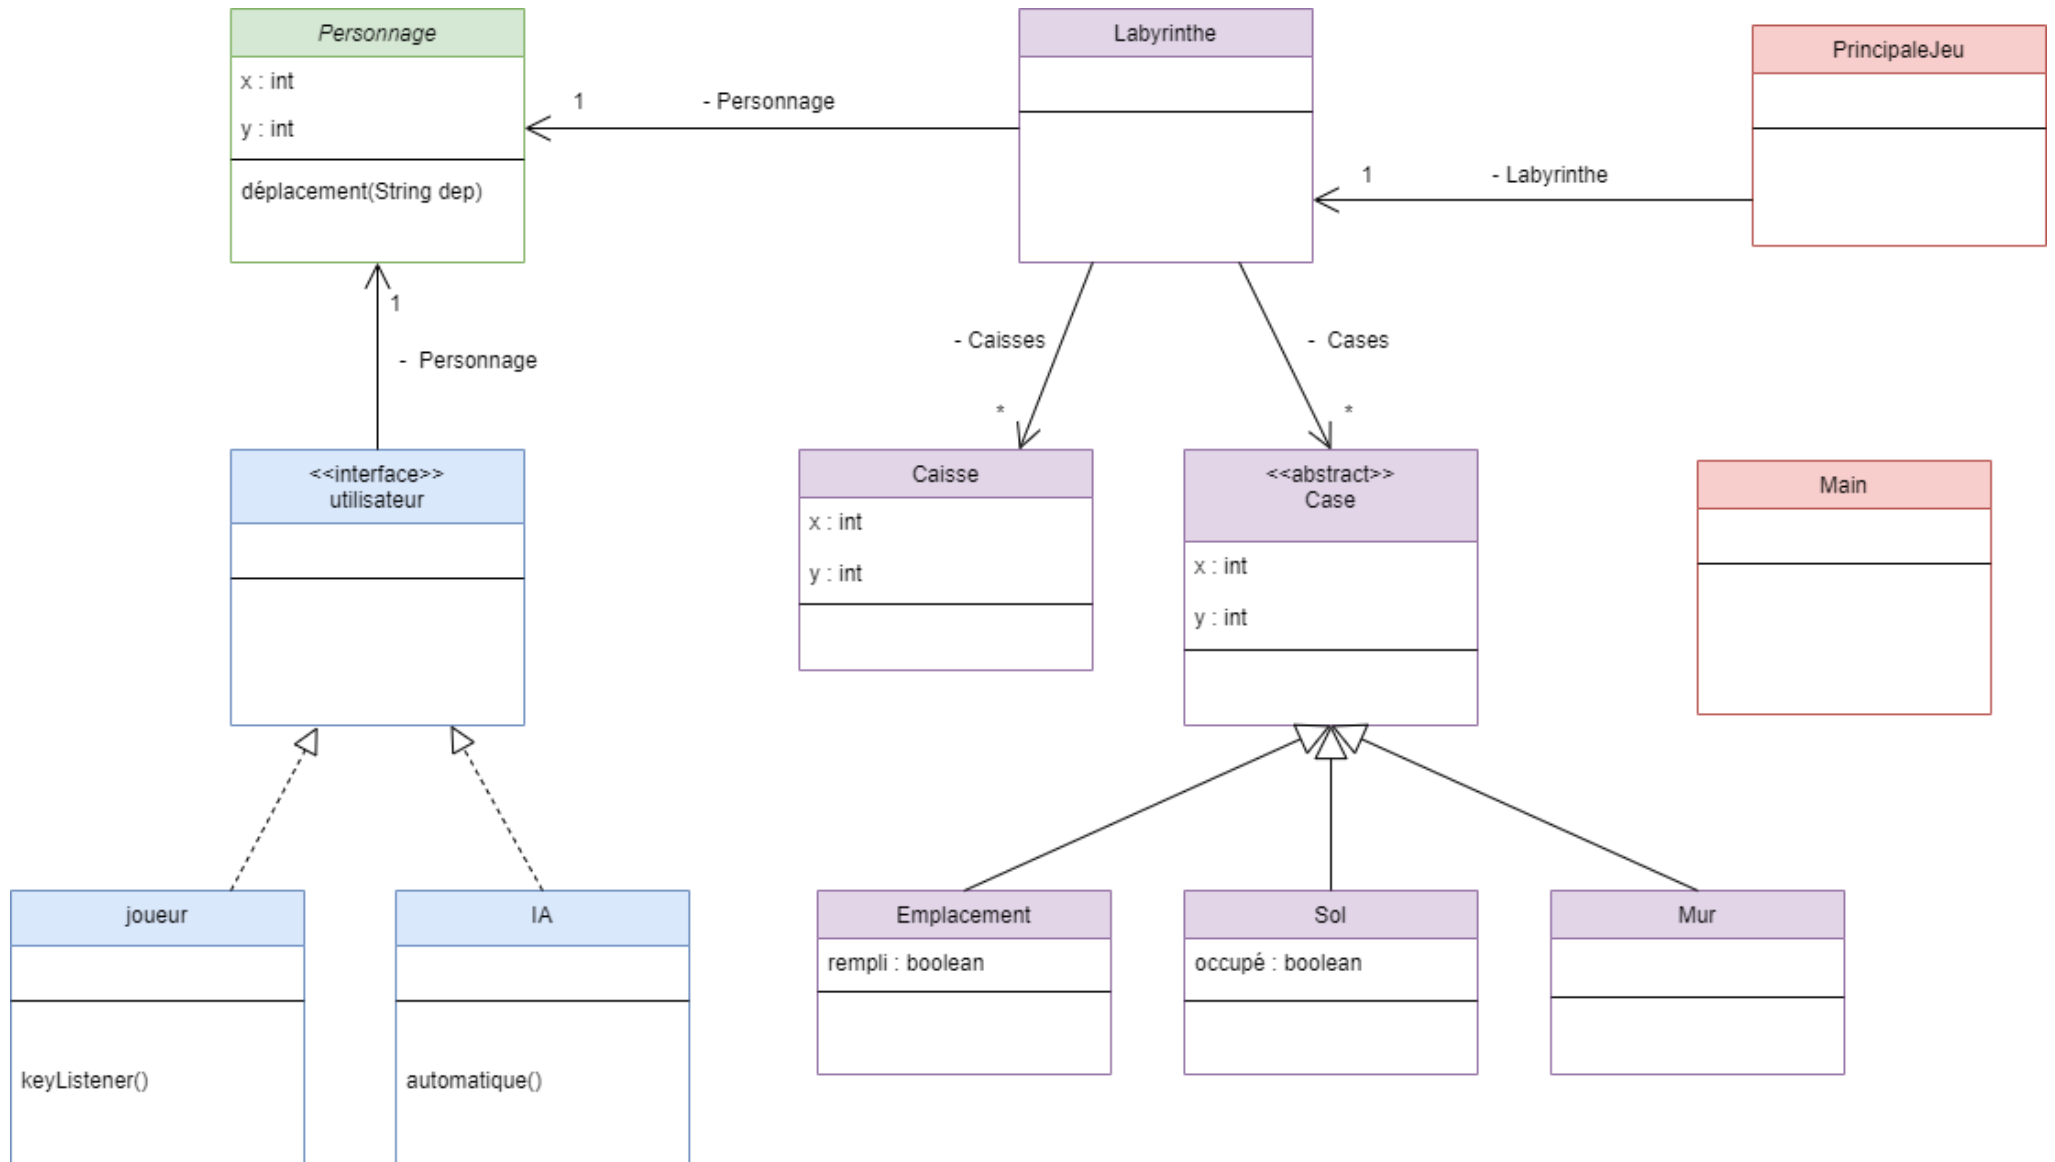 Personnage
x : int
y : int
déplacement(String dep)
1
- Personnage
Labyrinthe
1
- Labyrinthe
PrincipaleJeu
1
- Personnage
- Caisses
*
- Cases
*
<<interface>>
utilisateur
Caisse
x : int
y : int
<<abstract>>
Case
x : int
y : int
Main
joueur
keyListener()
IA
automatique()
Emplacement
rempli : boolean
Sol
occupé : boolean
Mur